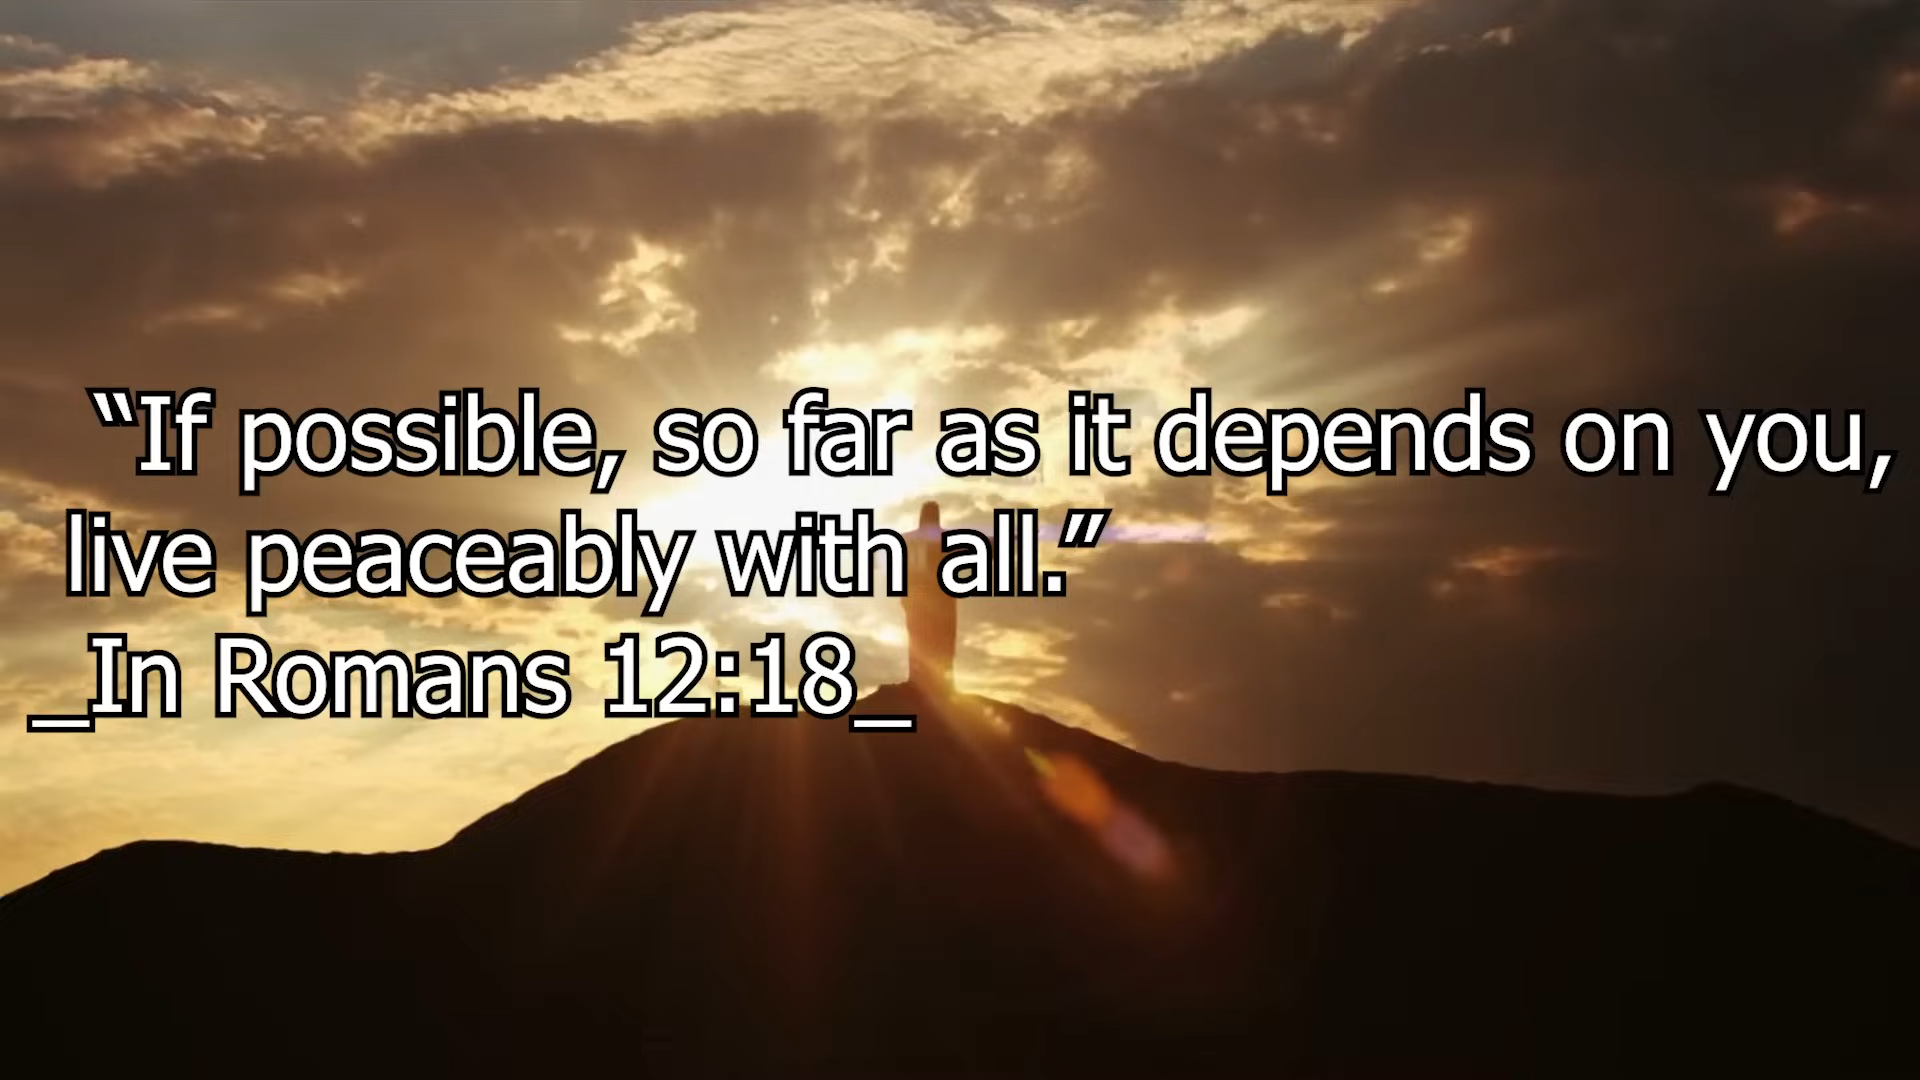 “If possible, so far as it depends on you,
live peaceably with all.”
_In Romans 12:18_